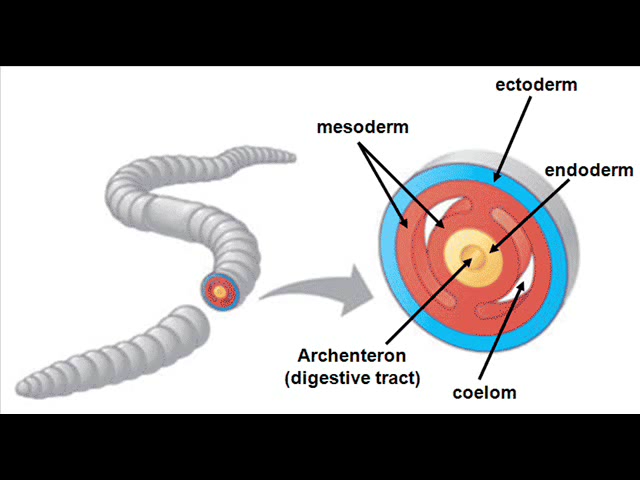 ectoderm
mesoderm
endoderm
Archenteron
(digestive tract)
coelom